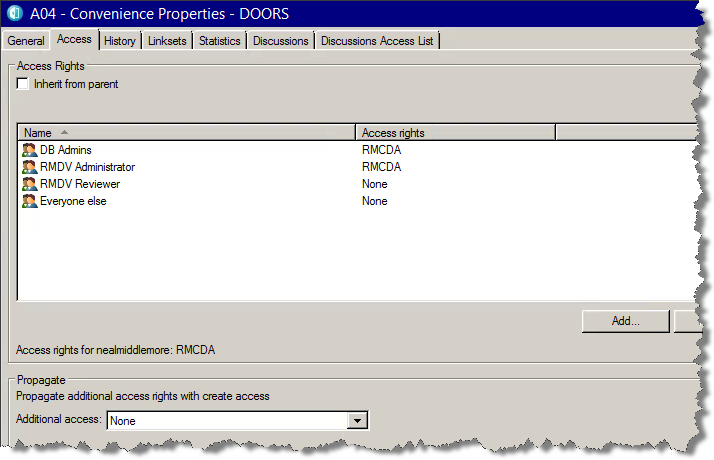 A04 - Convenience Properties - DOORS
General Access History Linksets Statistics Discussions Discussions Access List
Access Rights
Inherit from parent
Name Access rights
DB Admins RMCDA
RMDV Administrator RMCDA
RMDV Reviewer None
Everyone else None
Add...
Access rights for nealmiddlemore: RMCDA
Propagate
Propagate additional access rights with create access
Additional access: None